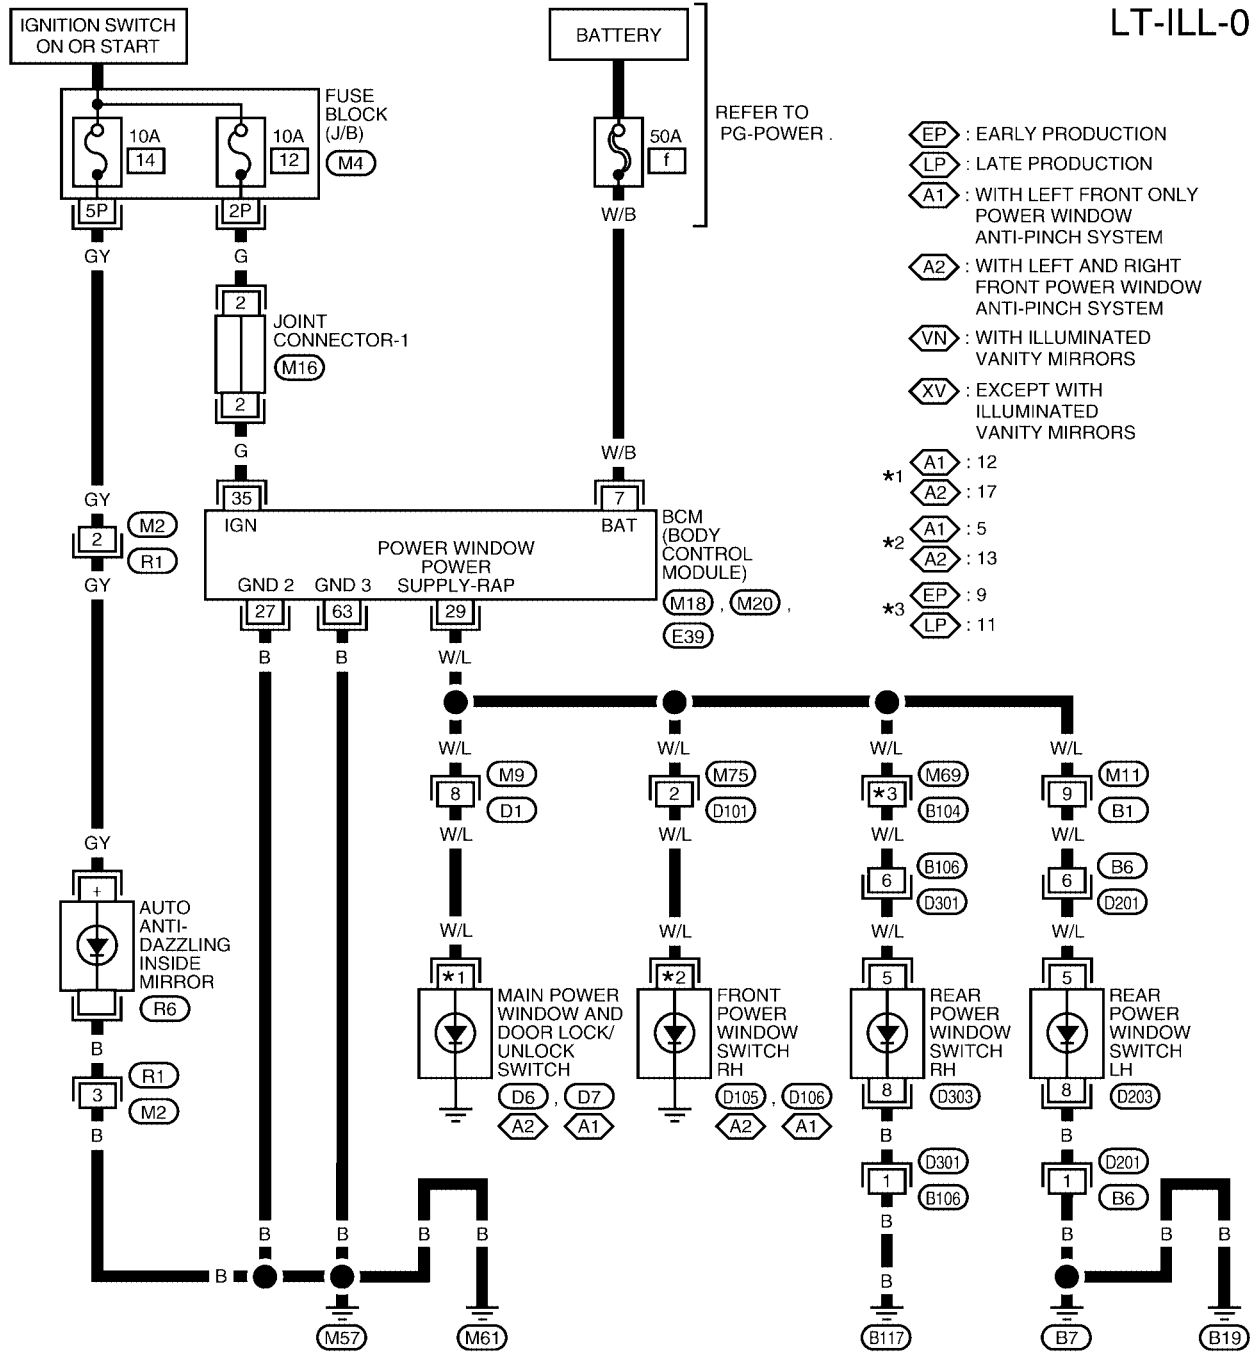 LT-ILL-0
IGNITION SWITCH
ON OR START
BATTERY
FUSE
BLOCK
(J/B)
M4
10A
14
10A
12
5P
2P
50A
f
REFER TO
PG-POWER .
W/B
GY
G
2
JOINT
CONNECTOR-1
M16
2
G
W/B
EP : EARLY PRODUCTION
LP : LATE PRODUCTION
A1 : WITH LEFT FRONT ONLY
POWER WINDOW
ANTI-PINCH SYSTEM
A2 : WITH LEFT AND RIGHT
FRONT POWER WINDOW
ANTI-PINCH SYSTEM
VN : WITH ILLUMINATED
VANITY MIRRORS
XV : EXCEPT WITH
ILLUMINATED
VANITY MIRRORS
*1
A1 : 12
A2 : 17
*2
A1 : 5
A2 : 13
*3
EP : 9
LP : 11
GY
2
M2
R1
GY
35
IGN
7
BAT
POWER WINDOW
POWER
SUPPLY-RAP
GND 2
GND 3
27
63
29
BCM
(BODY
CONTROL
MODULE)
M18 , M20 ,
E39
B
B
W/L
W/L
W/L
W/L
W/L
8
M9
D1
2
M75
D101
*3
M69
B104
9
M11
B1
W/L
W/L
W/L
W/L
6
B106
D301
6
B6
D201
GY
W/L
W/L
W/L
W/L
+
AUTO
ANTI-
DAZZLING
INSIDE
MIRROR
R6
*1
MAIN POWER
WINDOW AND
DOOR LOCK/
UNLOCK
SWITCH
D6 , D7
A2 A1
*2
FRONT
POWER
WINDOW
SWITCH
RH
D105 , D106
A2 A1
5
REAR
POWER
WINDOW
SWITCH
RH
8
D303
5
REAR
POWER
WINDOW
SWITCH
LH
8
D203
B
3
R1
M2
B
B
B
1
D301
B106
1
D201
B6
B
B
B
B
B
B
B
B
B
B
B
M57
M61
B117
B7
B19